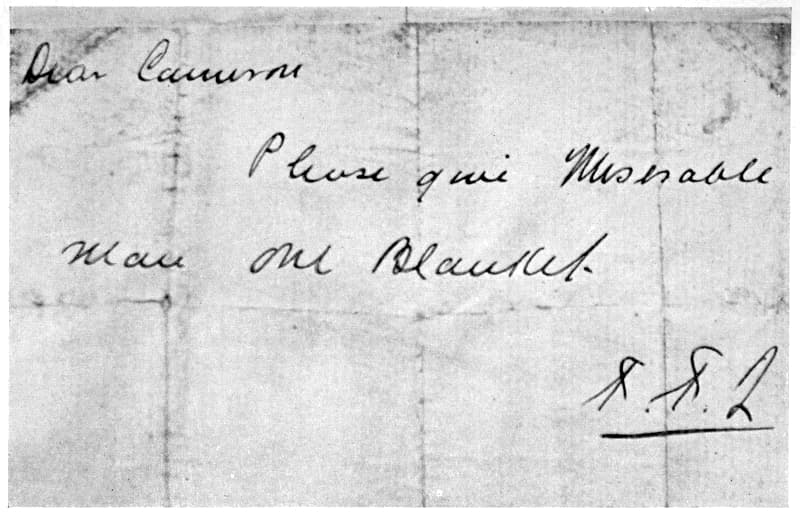 Dear Cameron
Please give Miserable
Man one Blanket.
T.T.Q